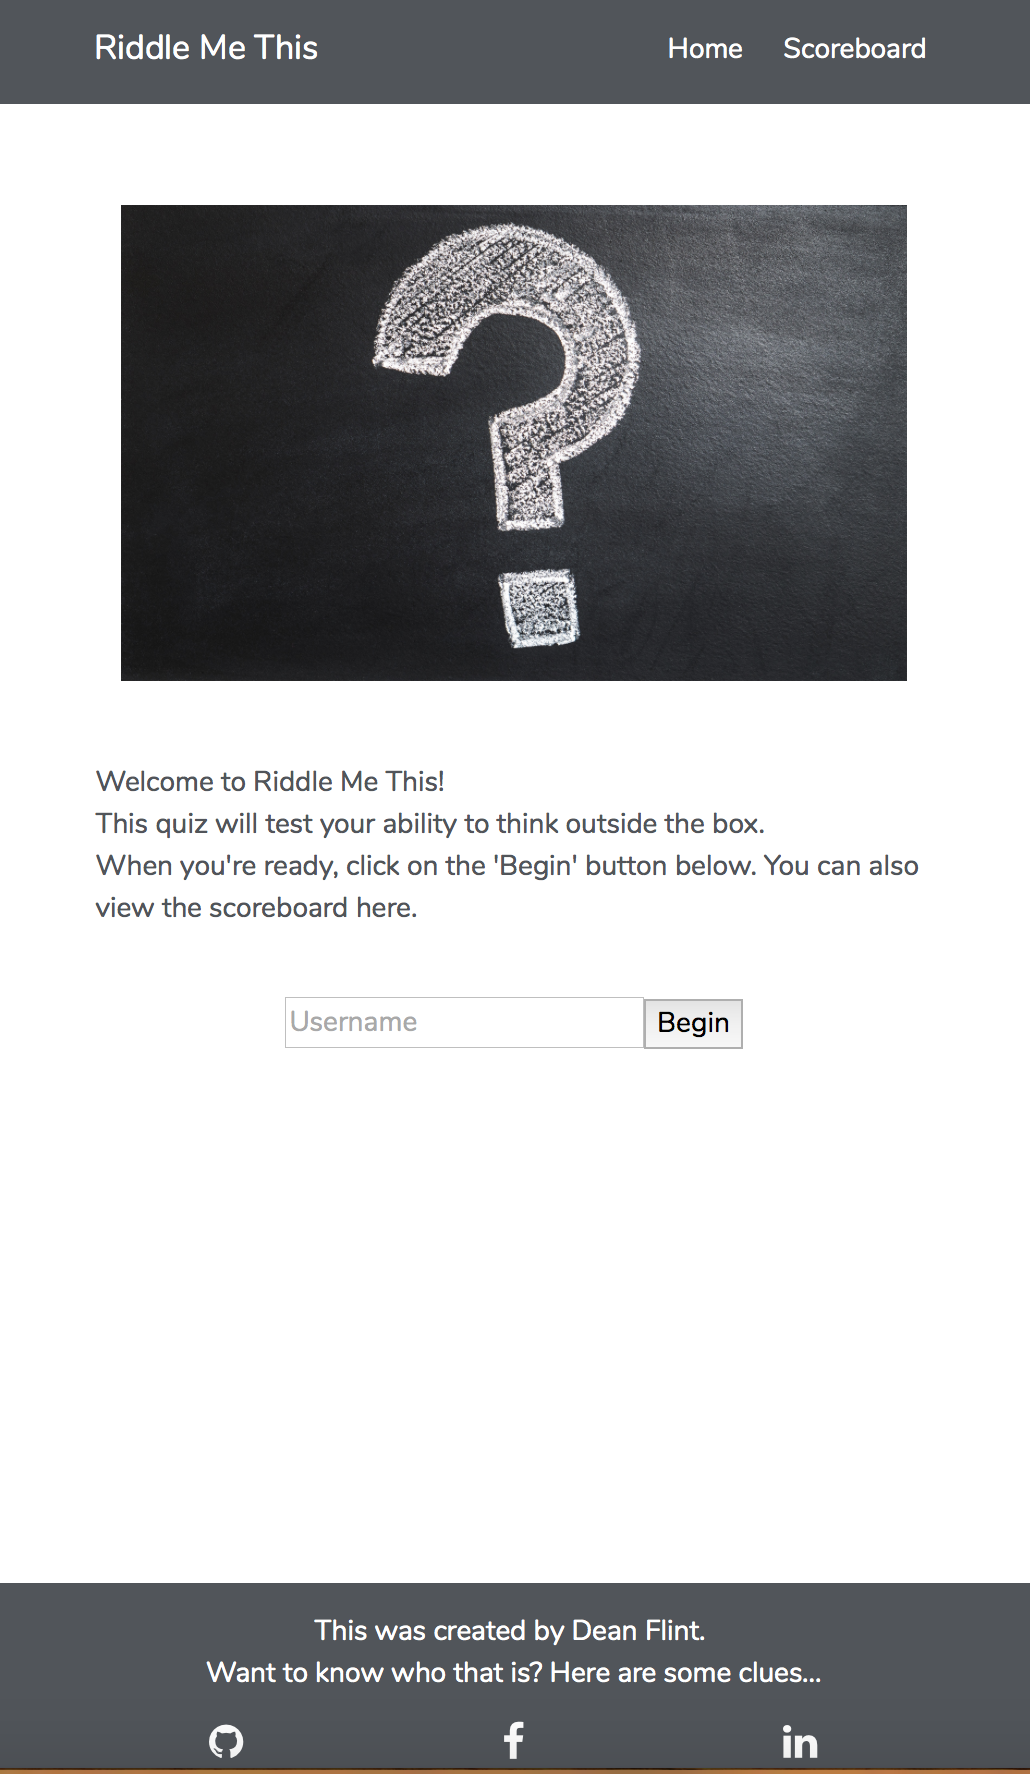 Riddle Me This
Home Scoreboard
Welcome to Riddle Me This!
This quiz will test your ability to think outside the box.
When you're ready, click on the 'Begin' button below. You can also
view the scoreboard here.
Username
Begin
This was created by Dean Flint.
Want to know who that is? Here are some clues...